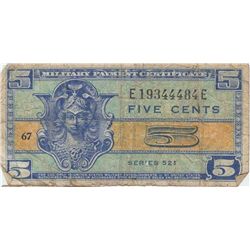 5 MILITARY PAYMENT CERTIFICATE 5
E19344484E
FIVE CENTS
67 5
SERIES 521
5 5